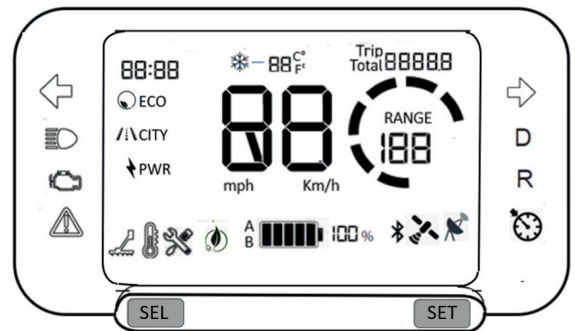 88:88
-88 C°
F°
Trip
Total 88888
ECO
CITY
PWR
88
mph Km/h
RANGE
188
D
R
A
B
100 %
SEL SET